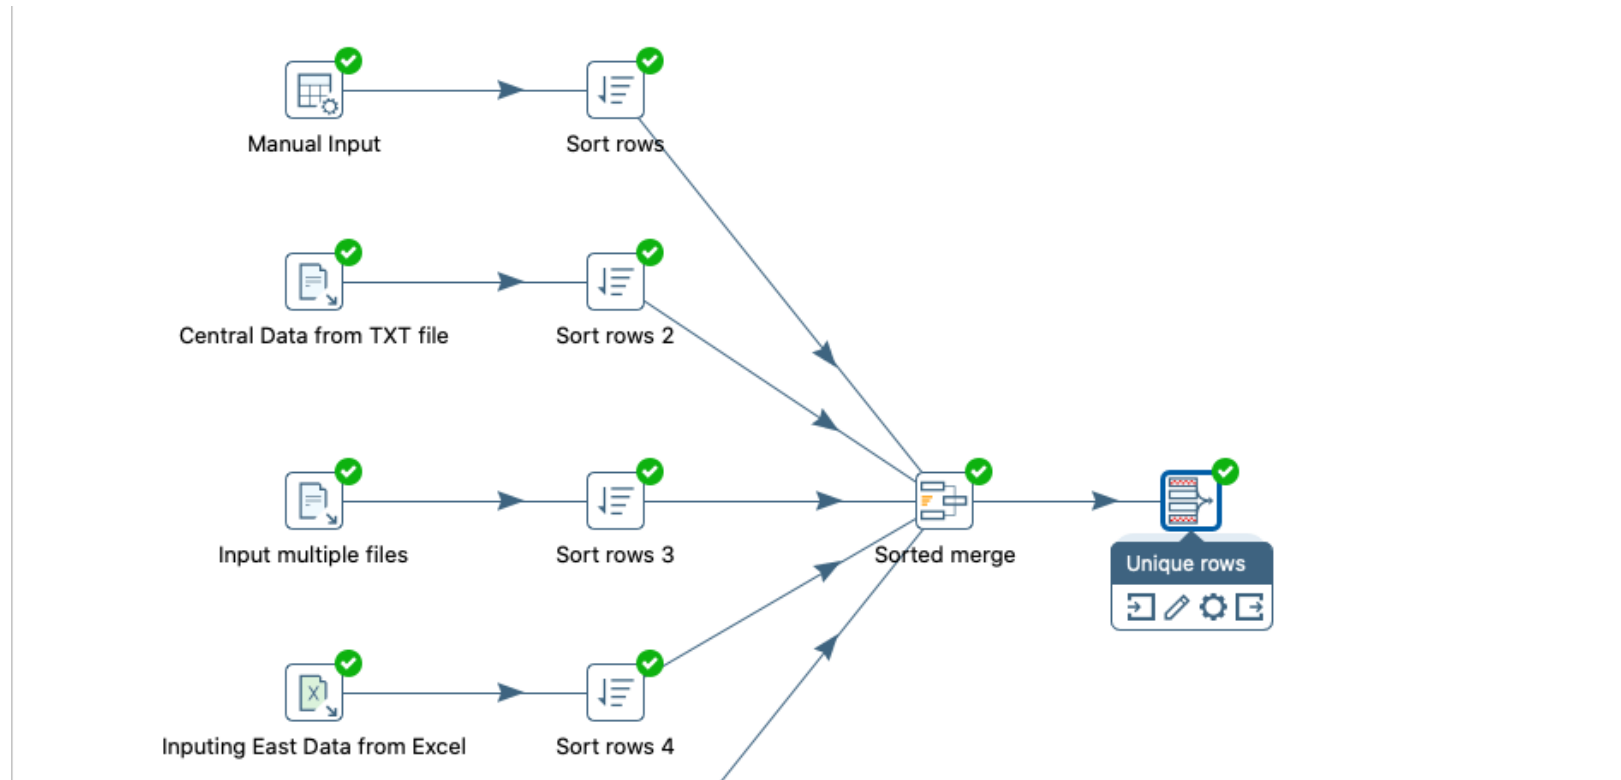 Manual Input
Sort rows
Central Data from TXT file
Sort rows 2
Input multiple files
Sort rows 3
Sorted merge
Unique rows
Inputing East Data from Excel
Sort rows 4